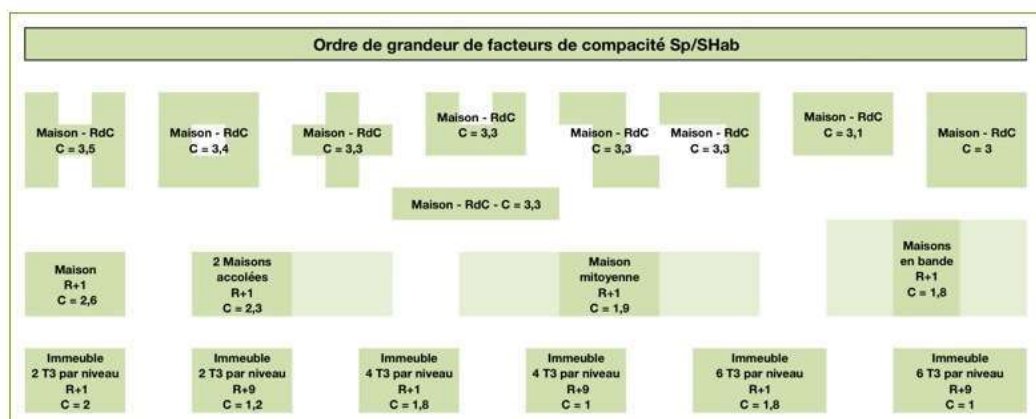 Ordre de grandeur de facteurs de compacité Sp/SHab
Maison - RdC
C = 3,5
Maison - RdC
C = 3,4
Maison - RdC
C = 3,3
Maison - RdC
C = 3,3
Maison - RdC
C = 3,3
Maison - RdC
C = 3,3
Maison - RdC
C = 3,1
Maison - RdC
C = 3
Maison - RdC - C = 3,3
Maison
R+1
C = 2,6
2 Maisons
accolées
R+1
C = 2,3
Maison
mitoyenne
R+1
C = 1,9
Maisons
en bande
R+1
C = 1,8
Immeuble
2 T3 par niveau
R+1
C = 2
Immeuble
2 T3 par niveau
R+9
C = 1,2
Immeuble
4 T3 par niveau
R+1
C = 1,8
Immeuble
4 T3 par niveau
R+9
C = 1
Immeuble
6 T3 par niveau
R+1
C = 1,8
Immeuble
6 T3 par niveau
R+9
C = 1